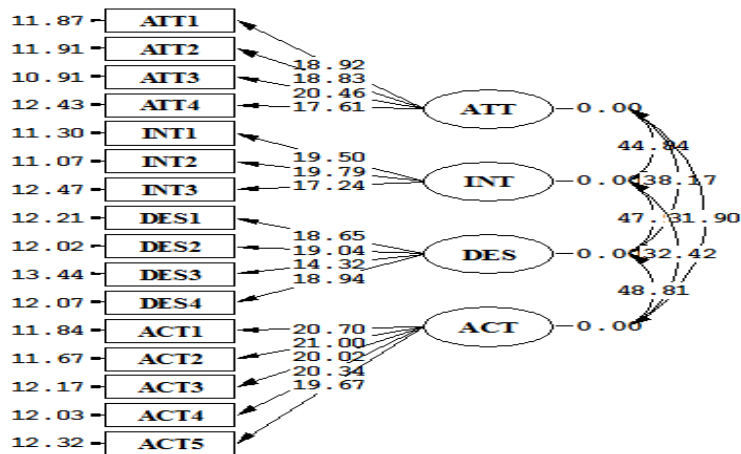 11.87 ATT1
11.91 ATT2
10.91 ATT3
12.43 ATT4
11.30 INT1
11.07 INT2
12.47 INT3
12.21 DES1
12.02 DES2
13.44 DES3
12.07 DES4
11.84 ACT1
11.67 ACT2
12.17 ACT3
12.03 ACT4
12.32 ACT5
18.92
18.83
20.46
17.61
19.50
19.79
17.24
18.65
19.04
14.32
18.94
20.70
21.00
20.02
20.34
19.67
ATT 0.00
INT 0.00
DES 0.00
ACT 0.00
44.84
38.17
31.90
32.42
48.81